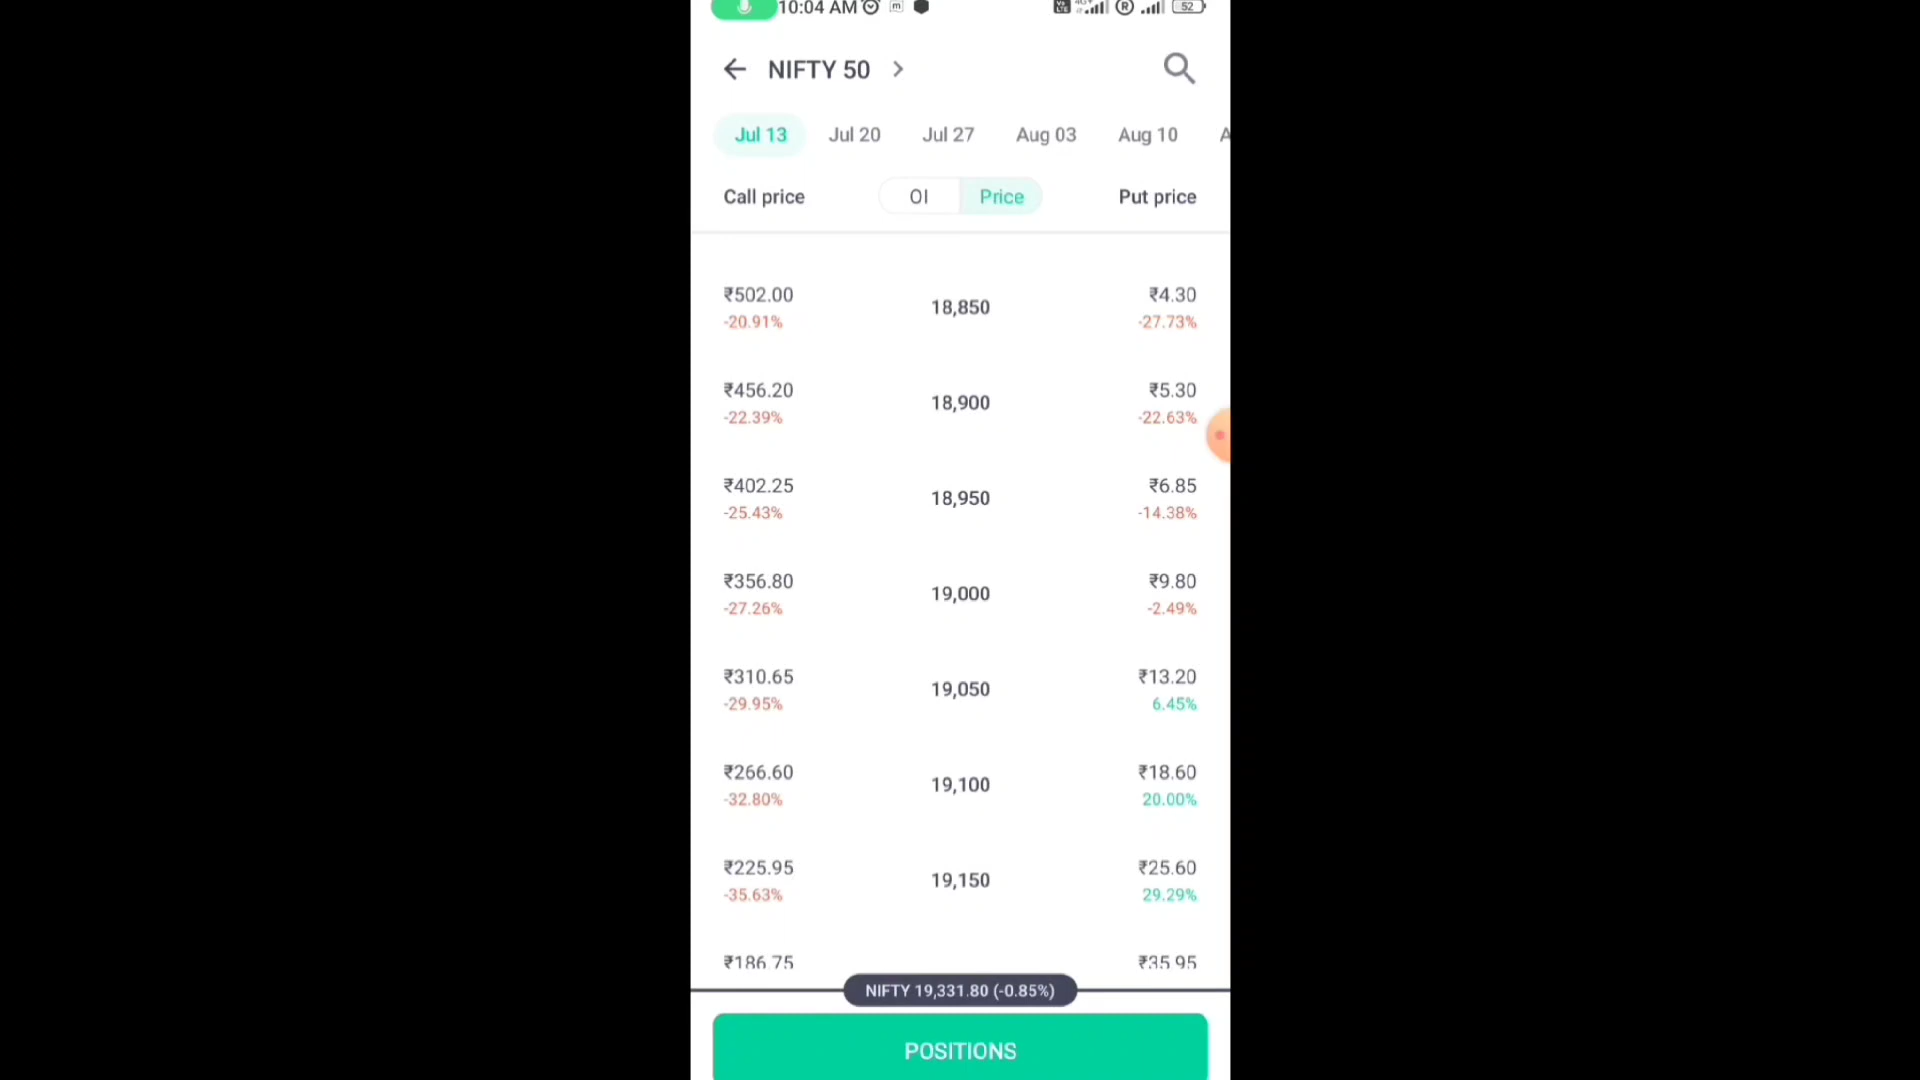 10:04 AM
52
NIFTY 50
Jul 13 Jul 20 Jul 27 Aug 03 Aug 10 A
Call price OI Price Put price
₹502.00 18,850 ₹4.30
-20.91% -27.73%
₹456.20 18,900 ₹5.30
-22.39% -22.63%
₹402.25 18,950 ₹6.85
-25.43% -14.38%
₹356.80 19,000 ₹9.80
-27.26% -2.49%
₹310.65 19,050 ₹13.20
-29.95% 6.45%
₹266.60 19,100 ₹18.60
-32.80% 20.00%
₹225.95 19,150 ₹25.60
-35.63% 29.29%
₹186.75 ₹35.95
NIFTY 19,331.80 (-0.85%)
POSITIONS